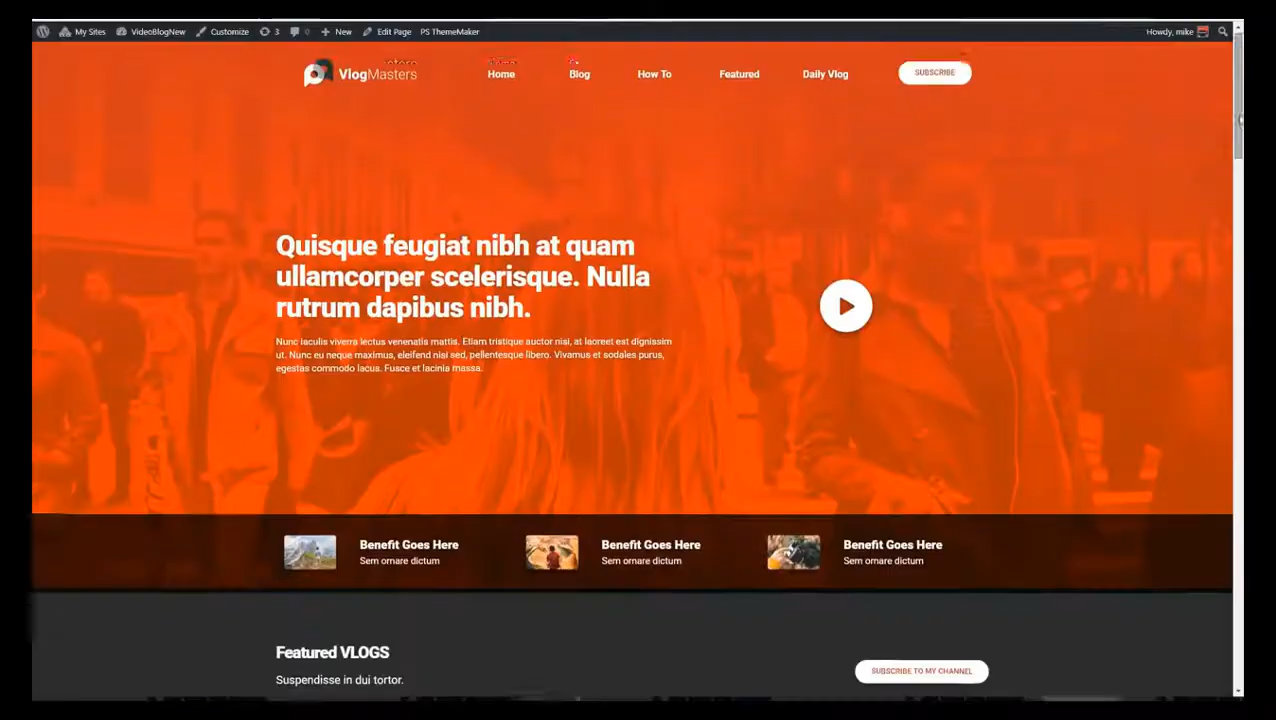 My Sites VideoBlogNew Customize 3 0 New Edit Page PS ThemeMaker Howdy, mike
VlogMasters Home Blog How To Featured Daily Vlog SUBSCRIBE
Quisque feugiat nibh at quam
ullamcorper scelerisque. Nulla
rutrum dapibus nibh.
Nunc iaculis viverra lectus venenatis mattis. Etiam tristique auctor nisi, at laoreet est dignissim
ut. Nunc eu neque maximus, eleifend nisi sed, pellentesque libero. Vivamus et sodales purus,
egestas commodo lacus. Fusce et lacinia massa.
Benefit Goes Here Benefit Goes Here Benefit Goes Here
Sem ornare dictum Sem ornare dictum Sem ornare dictum
Featured VLOGS
SUBSCRIBE TO MY CHANNEL
Suspendisse in dui tortor.